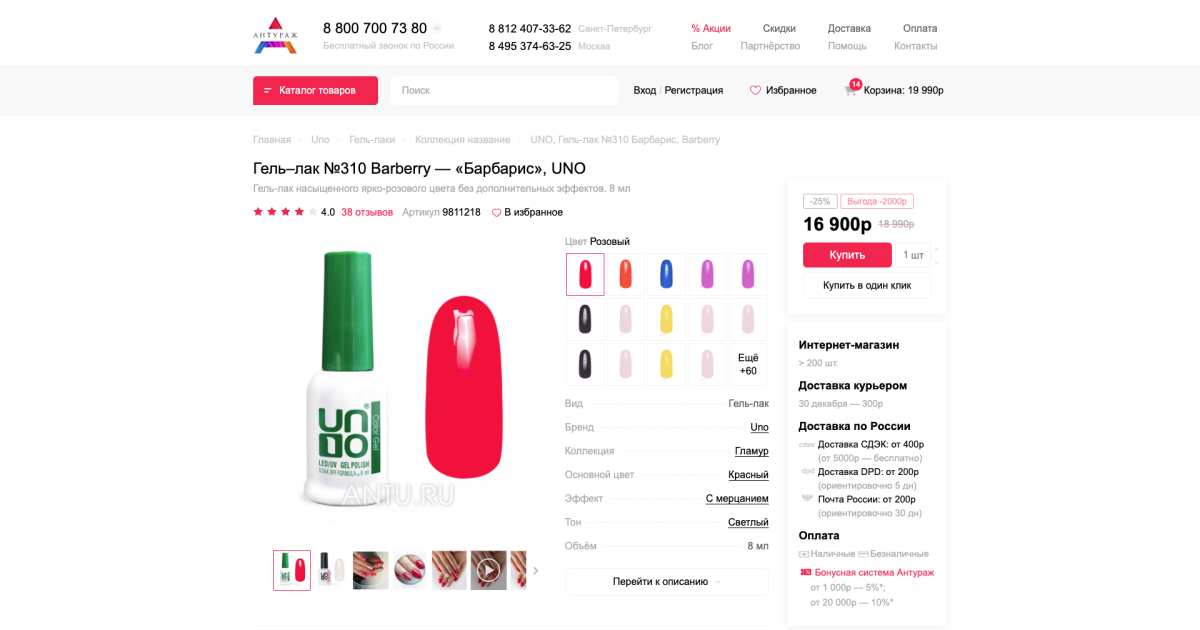 АНТУРАЖ
8 800 700 73 80
Бесплатный звонок по России
8 812 407-33-62 Санкт-Петербург
8 495 374-63-25 Москва
% Акции Скидки Доставка Оплата
Блог Партнёрство Помощь Контакты
Каталог товаров
Поиск
Вход / Регистрация
Избранное
14
Корзина: 19 990р
Главная Uno Гель-лаки Коллекция название UNO, Гель-лак №310 Барбарис, Barberry
Гель–лак №310 Barberry — «Барбарис», UNO
Гель-лак насыщенного ярко-розового цвета без дополнительных эффектов. 8 мл
4.0 38 отзывов Артикул 9811218 В избранное
UNO
Color Gel
LED/UV GEL POLISH
SOAK OFF FORMULA
ANTU.RU
Цвет Розовый
Ещё
+60
Вид Гель-лак
Бренд Uno
Коллекция Гламур
Основной цвет Красный
Эффект С мерцанием
Тон Светлый
Объём 8 мл
Перейти к описанию
-25% Выгода -2000р
16 900р 18 990р
Купить 1 шт
Купить в один клик
Интернет-магазин
> 200 шт.
Доставка курьером
30 декабря — 300р
Доставка по России
Доставка СДЭК: от 400р
(от 5000р — бесплатно)
dpd Доставка DPD: от 200р
(ориентировочно 5 дн)
Почта России: от 200р
(ориентировочно 30 дн)
Оплата
Наличные Безналичные
Бонусная система Антураж
от 1 000р — 5%*;
от 20 000р — 10%*